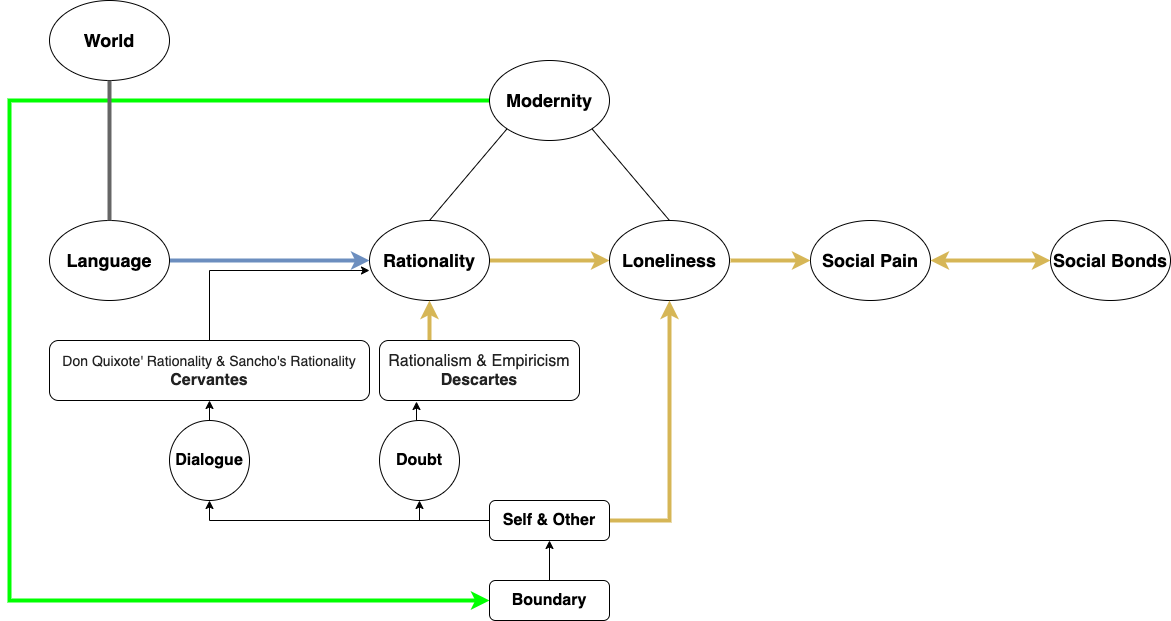 World
Modernity
Language
Rationality
Loneliness
Social Pain
Social Bonds
Don Quixote' Rationality & Sancho's Rationality
Cervantes
Rationalism & Empiricism
Descartes
Dialogue
Doubt
Self & Other
Boundary